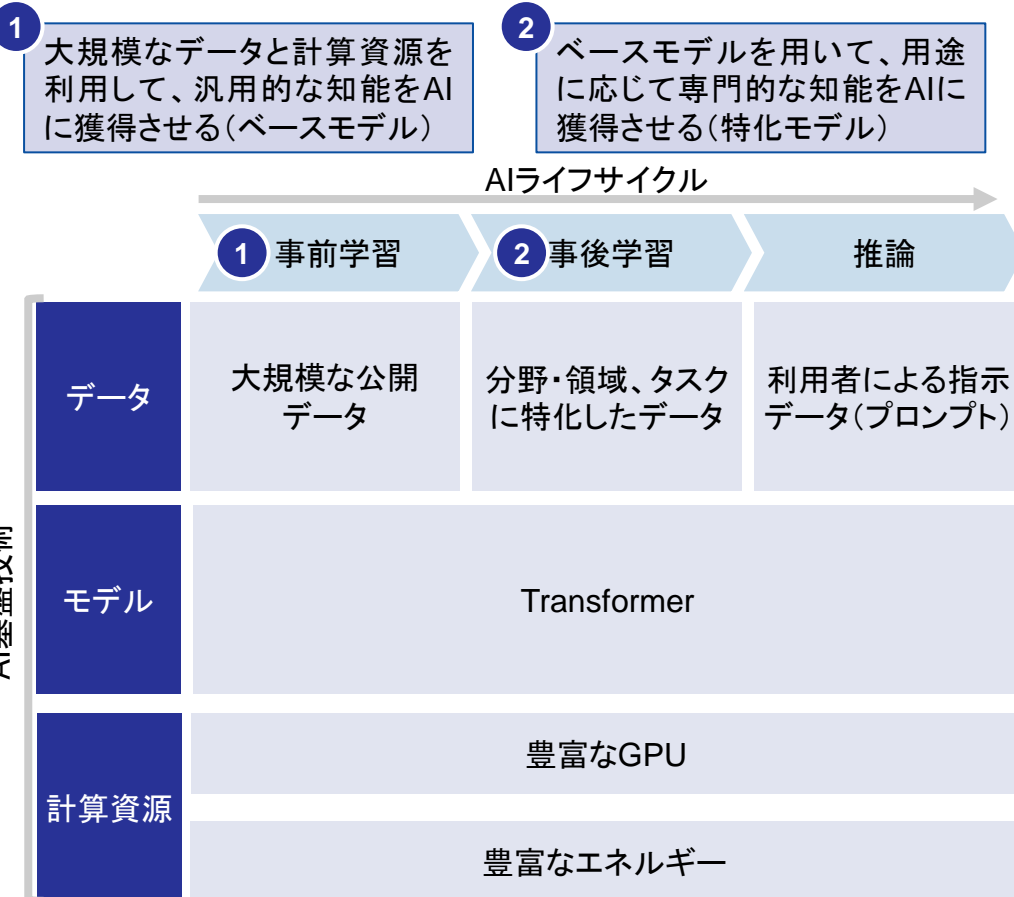 1
大規模なデータと計算資源を
利用して、汎用的な知能をAI
に獲得させる(ベースモデル)
2
ベースモデルを用いて、用途
に応じて専門的な知能をAIに
獲得させる(特化モデル)
AIライフサイクル
1 事前学習
2 事後学習
推論
AI基盤技術
データ
大規模な公開
データ
分野・領域、タスク
に特化したデータ
利用者による指示
データ(プロンプト)
モデル
Transformer
計算資源
豊富なGPU
豊富なエネルギー